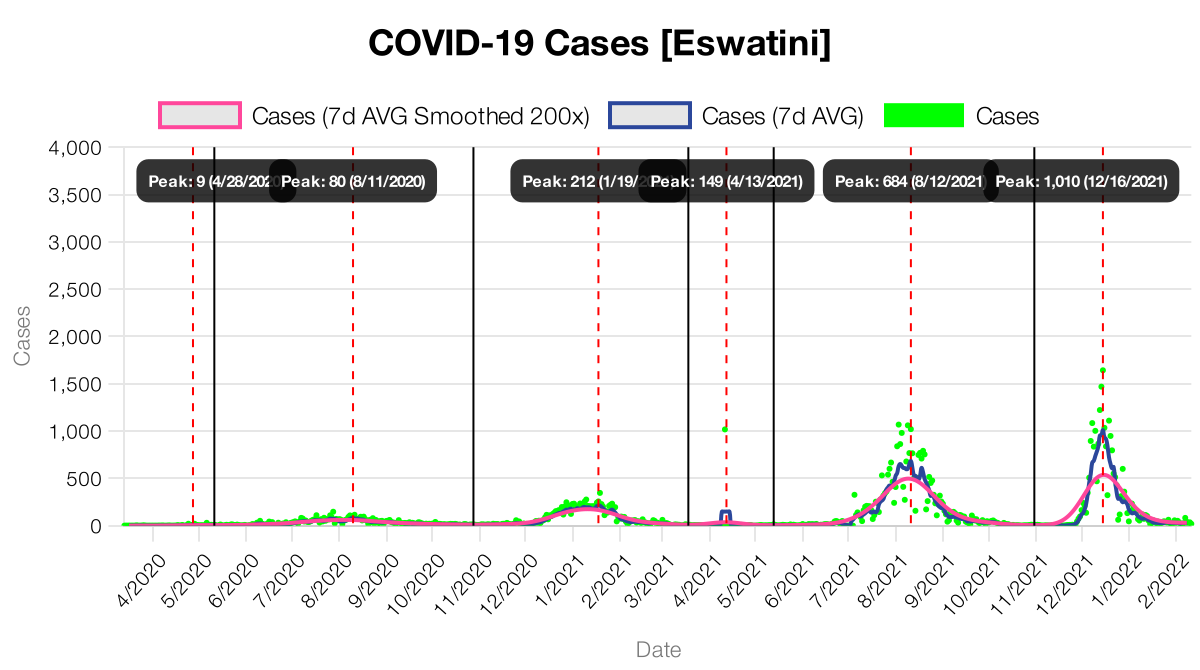 COVID-19 Cases [Eswatini]
Cases (7d AVG Smoothed 200x)
Cases (7d AVG)
Cases
4,000
3,500
3,000
2,500
2,000
1,500
1,000
500
0
Cases
Peak: 9 (4/28/2020
Peak: 80 (8/11/2020)
Peak: 212 (1/19/20
Peak: 149 (4/13/2021)
Peak: 684 (8/12/2021)
Peak: 1,010 (12/16/2021)
4/2020
5/2020
6/2020
7/2020
8/2020
9/2020
10/2020
11/2020
12/2020
1/2021
2/2021
3/2021
4/2021
5/2021
6/2021
7/2021
8/2021
9/2021
10/2021
11/2021
12/2021
1/2022
2/2022
Date